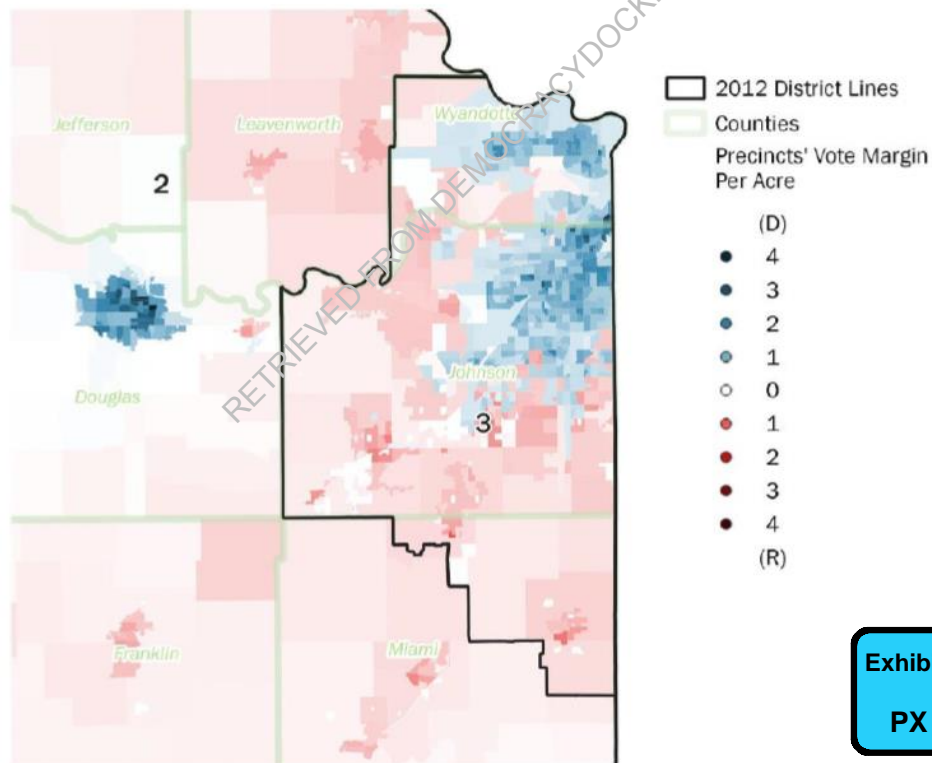 2012 District Lines
Counties
Precincts' Vote Margin
Per Acre
(D)
4
3
2
1
0
1
2
3
4
(R)
Jefferson
Leavenworth
Wyandotte
2
Douglas
Johnson
3
Franklin
Miami
RETRIEVED FROM DEMOCRACYDOCK
Exhib
PX